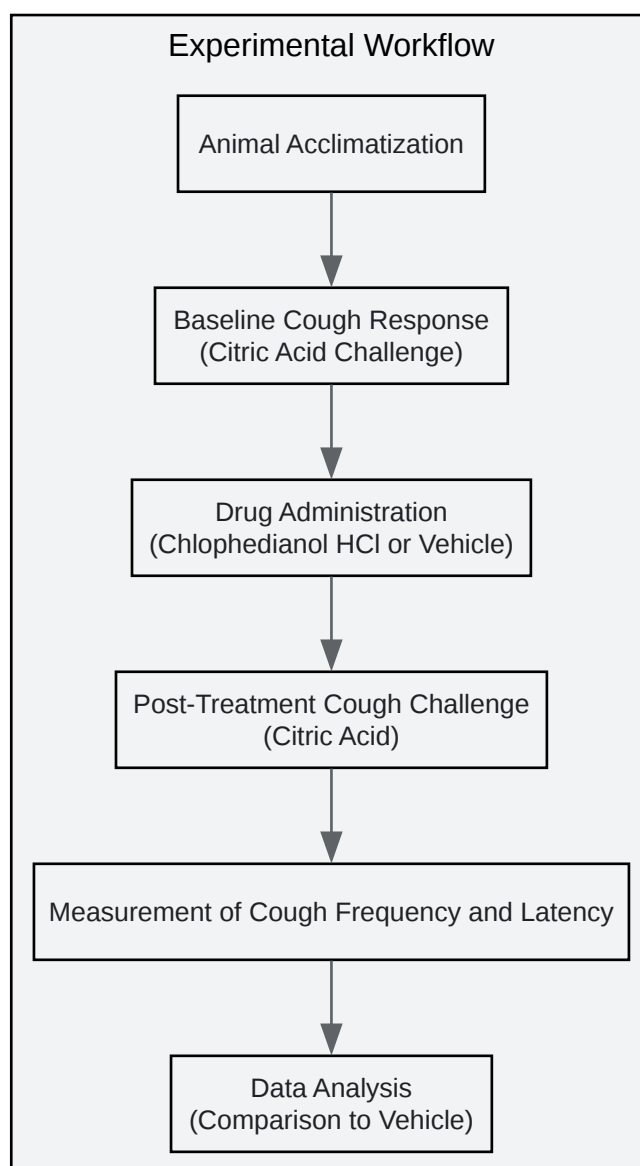 Experimental Workflow
Animal Acclimatization
Baseline Cough Response
(Citric Acid Challenge)
Drug Administration
(Chlophedianol HCl or Vehicle)
Post-Treatment Cough Challenge
(Citric Acid)
Measurement of Cough Frequency and Latency
Data Analysis
(Comparison to Vehicle)